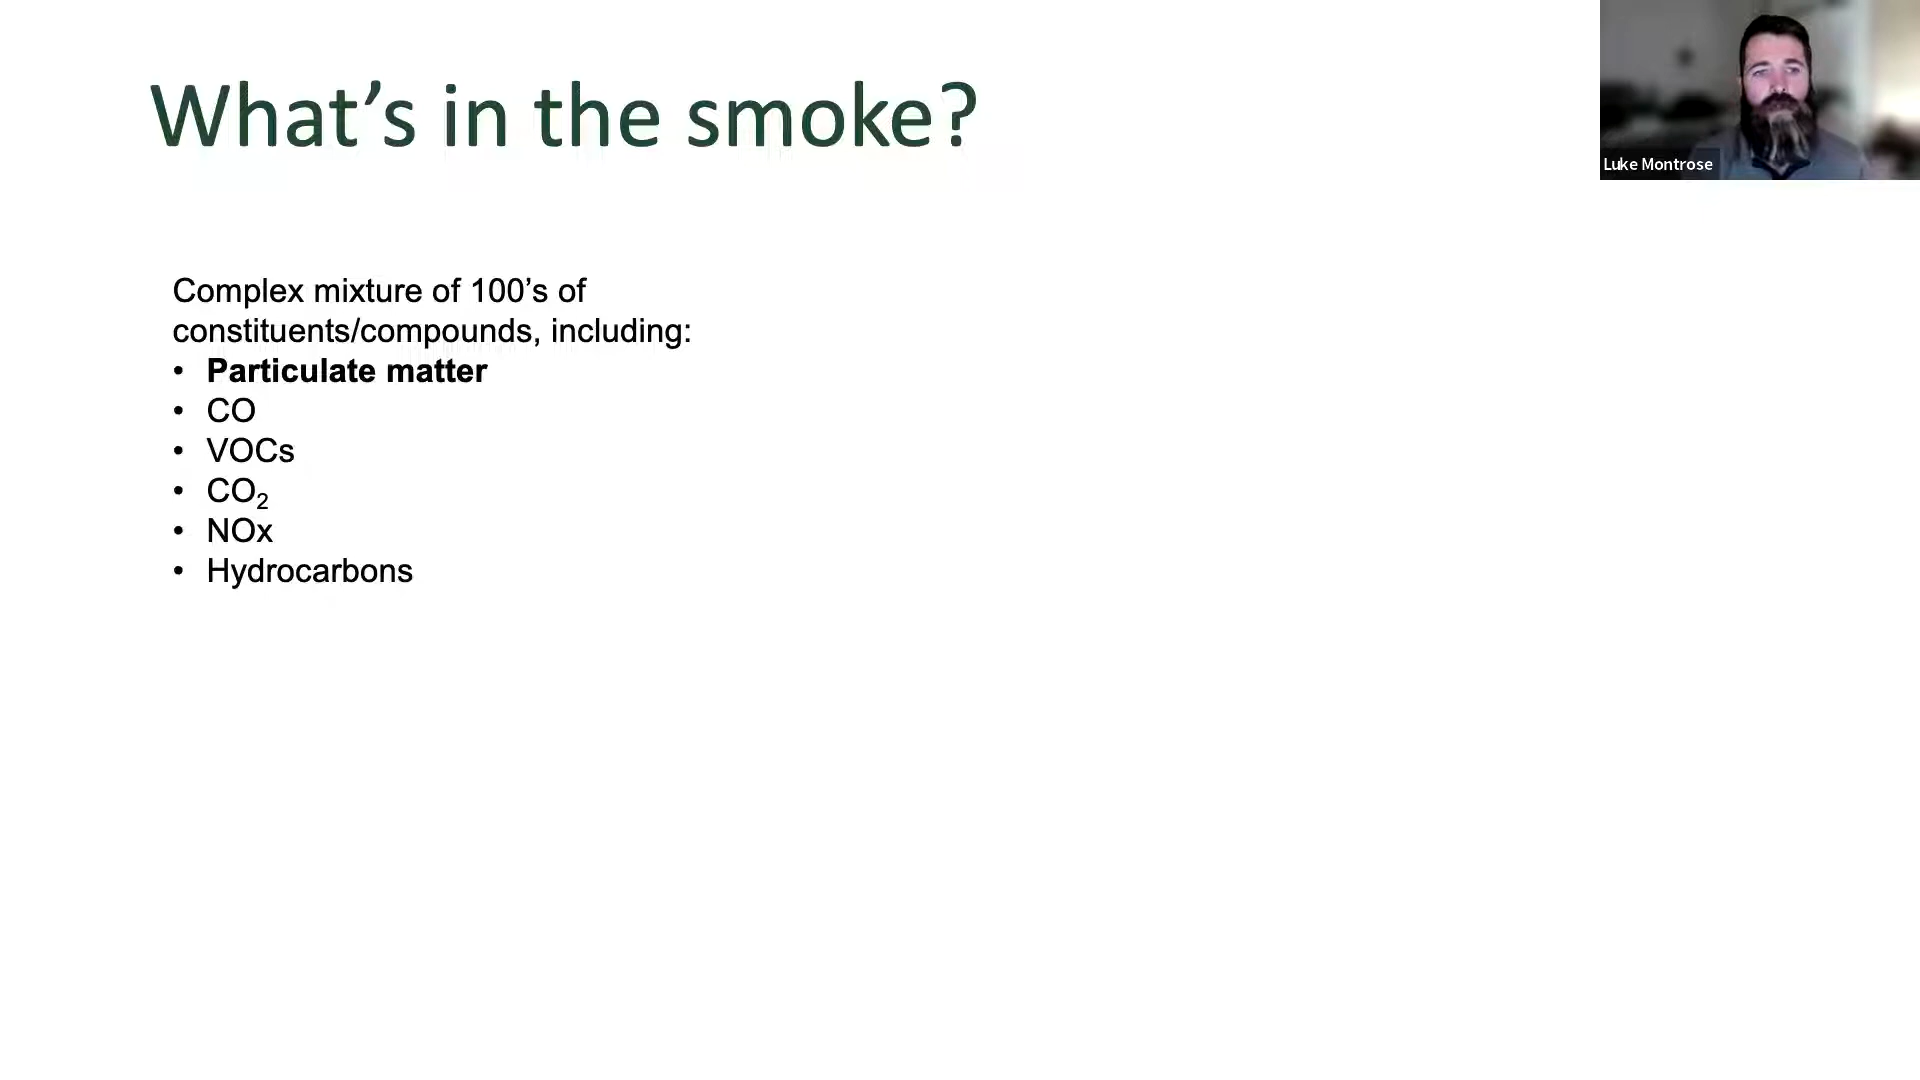 What’s in the smoke?
Luke Montrose
Complex mixture of 100’s of
constituents/compounds, including:
• Particulate matter
• CO
• VOCs
• CO₂
• NOx
• Hydrocarbons